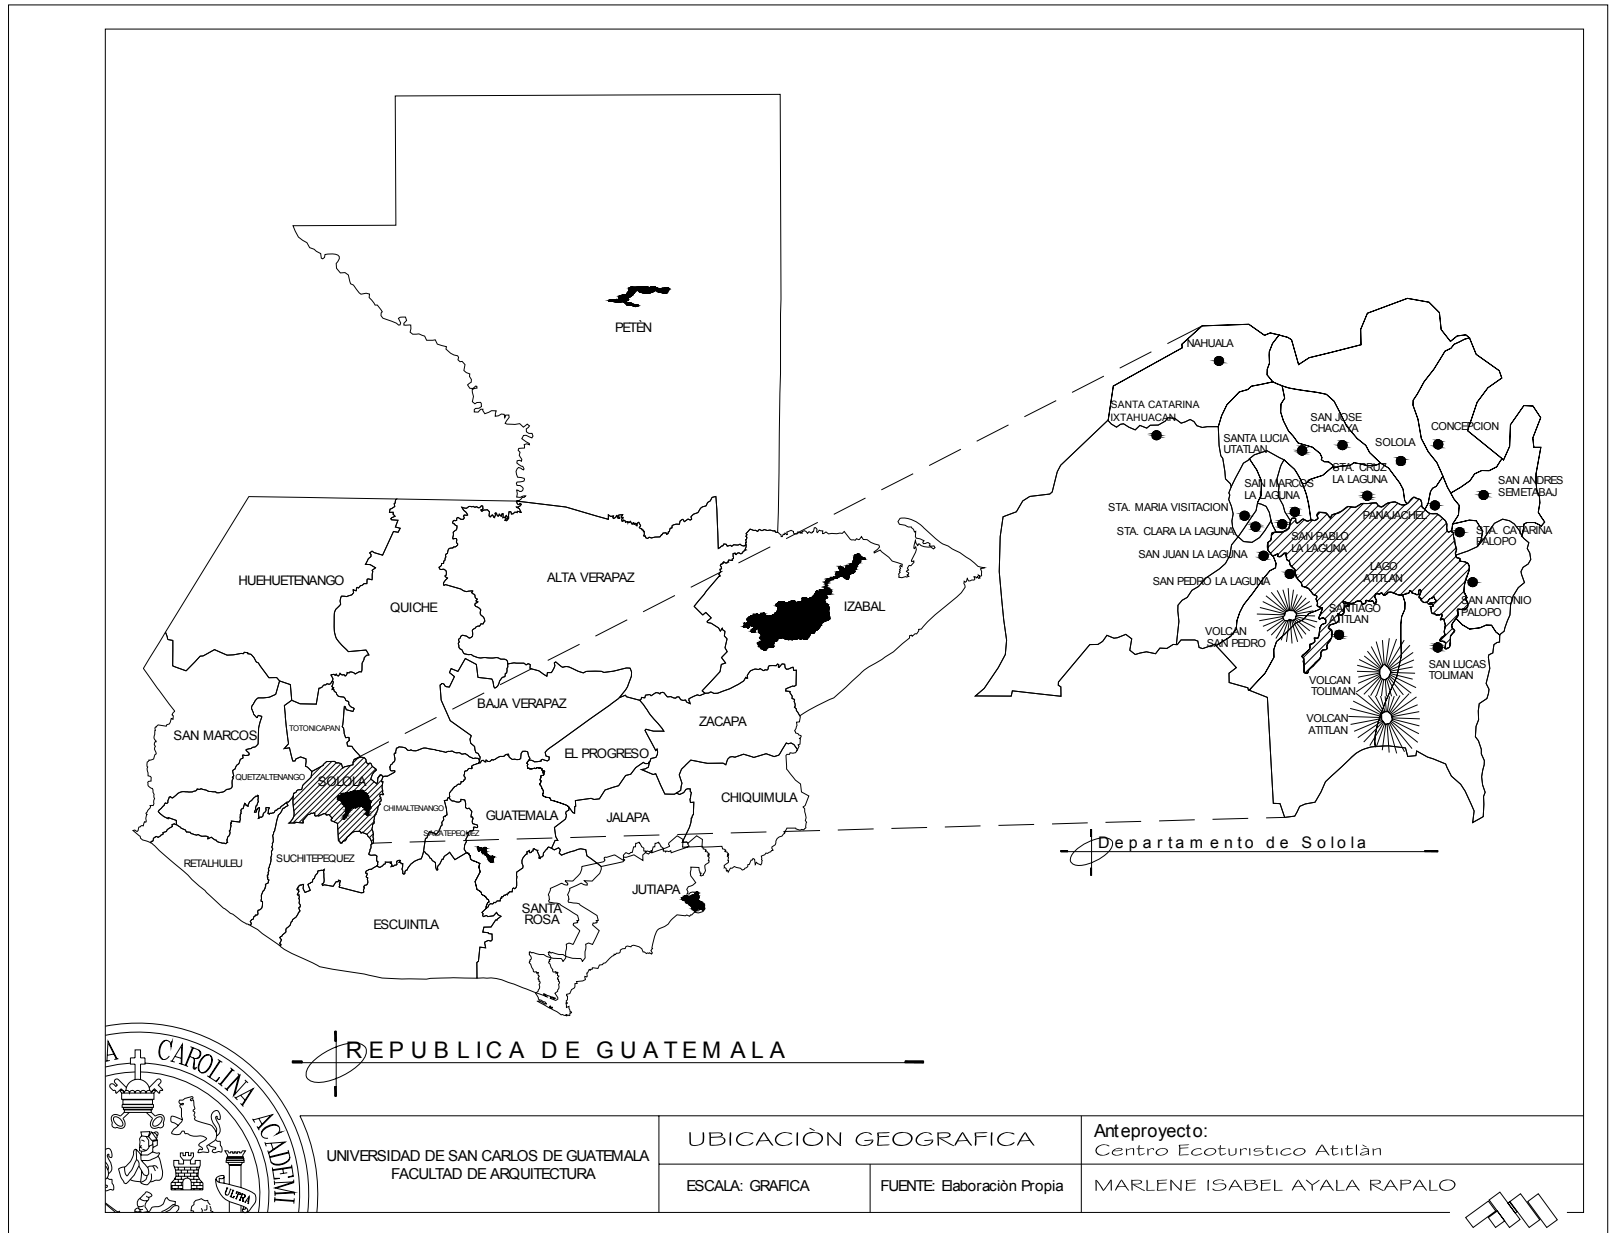 PETÈN
HUEHUETENANGO
QUICHE
ALTA VERAPAZ
IZABAL
SAN MARCOS
TOTONICAPAN
BAJA VERAPAZ
ZACAPA
EL PROGRESO
QUETZALTENANGO
SOLOLA
CHIMALTENANGO
GUATEMALA
JALAPA
CHIQUIMULA
SACATEPEQUEZ
RETALHULEU
SUCHITEPEQUEZ
JUTIAPA
ESCUINTLA
SANTA
ROSA
REPUBLICA DE GUATEMALA
NAHUALA
SANTA CATARINA
IXTAHUACAN
SANTA LUCIA
UTATLAN
SAN JOSE
CHACAYA
SOLOLA
CONCEPCION
STA. CRUZ
LA LAGUNA
SAN MARCOS
LA LAGUNA
SAN ANDRES
SEMETABAJ
STA. MARIA VISITACION
PANAJACHEL
STA. CLARA LA LAGUNA
SAN PABLO
LA LAGUNA
STA. CATARINA
PALOPO
SAN JUAN LA LAGUNA
LAGO
ATITLAN
SAN PEDRO LA LAGUNA
SAN ANTONIO
PALOPO
SANTIAGO
ATITLAN
VOLCAN
SAN PEDRO
SAN LUCAS
TOLIMAN
VOLCAN
TOLIMAN
VOLCAN
ATITLAN
Departamento de Solola
A CAROLINA ACADEMI
ULTRA
UNIVERSIDAD DE SAN CARLOS DE GUATEMALA
FACULTAD DE ARQUITECTURA
UBICACIÒN GEOGRAFICA
ESCALA: GRAFICA
FUENTE: Elaboraciòn Propia
Anteproyecto:
Centro Ecoturistico Atitlàn
MARLENE ISABEL AYALA RAPALO